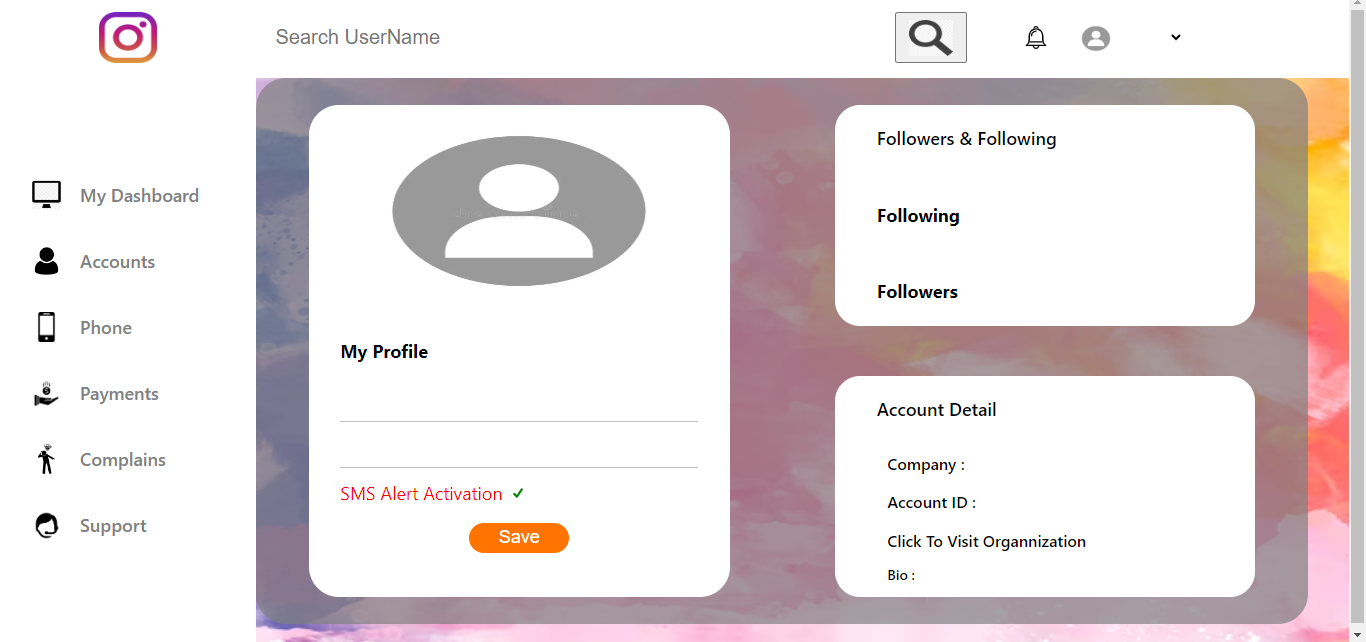 Search UserName
My Dashboard
Accounts
Phone
Payments
Complains
Support
My Profile
SMS Alert Activation
Save
Followers & Following
Following
Followers
Account Detail
Company :
Account ID :
Click To Visit Organnization
Bio :